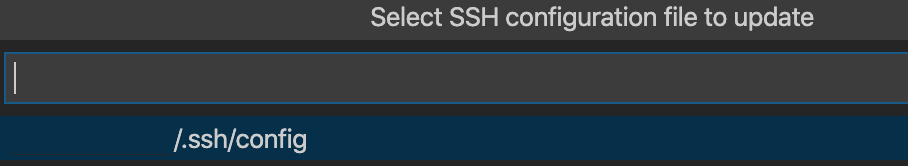 Select SSH configuration file to update
/.ssh/config